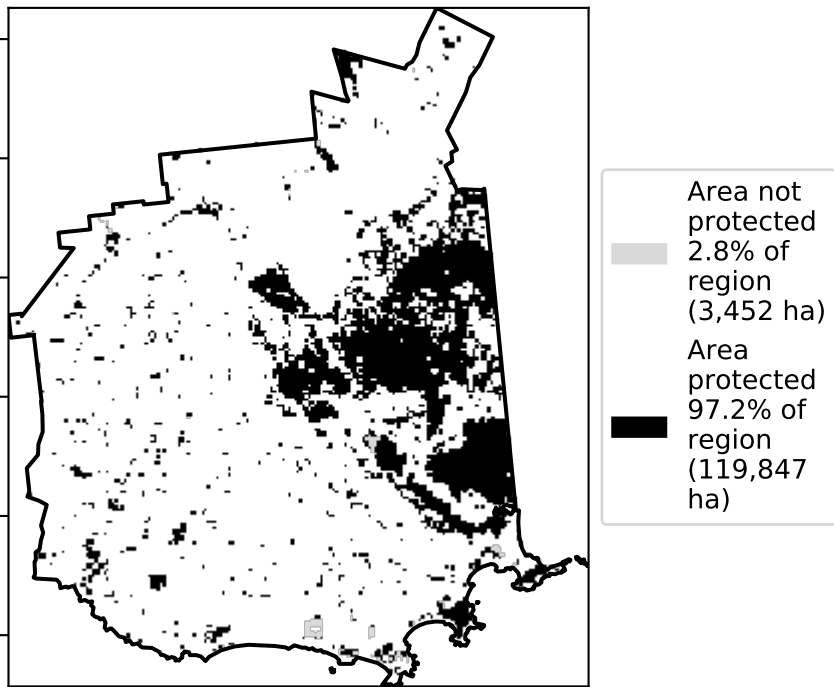 Area not
protected
2.8% of
region
(3,452 ha)
Area
protected
97.2% of
region
(119,847
ha)